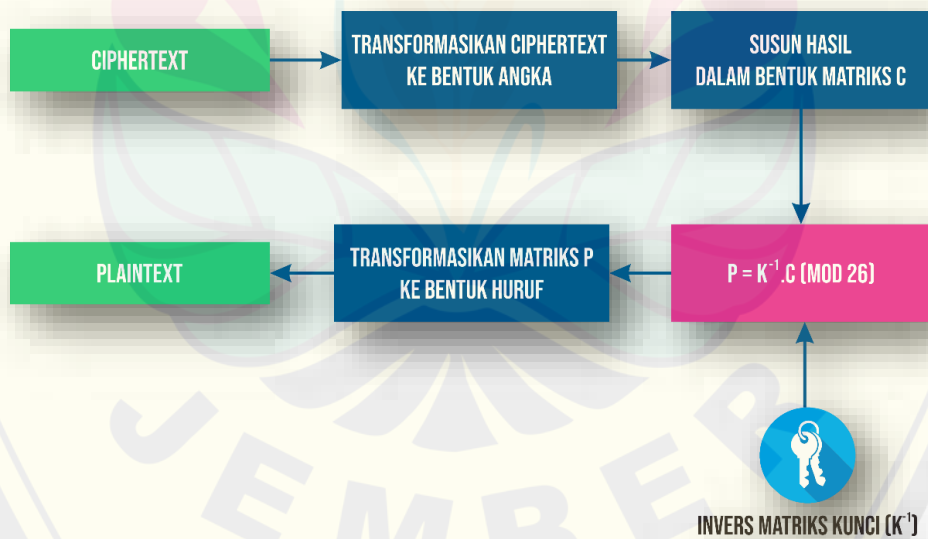 CIPHERTEXT
TRANSFORMASIKAN CIPHERTEXT
KE BENTUK ANGKA
SUSUN HASIL
DALAM BENTUK MATRIKS C
PLAINTEXT
TRANSFORMASIKAN MATRIKS P
KE BENTUK HURUF
P = K⁻¹.C (MOD 26)
JEMBER
INVERS MATRIKS KUNCI (K⁻¹)